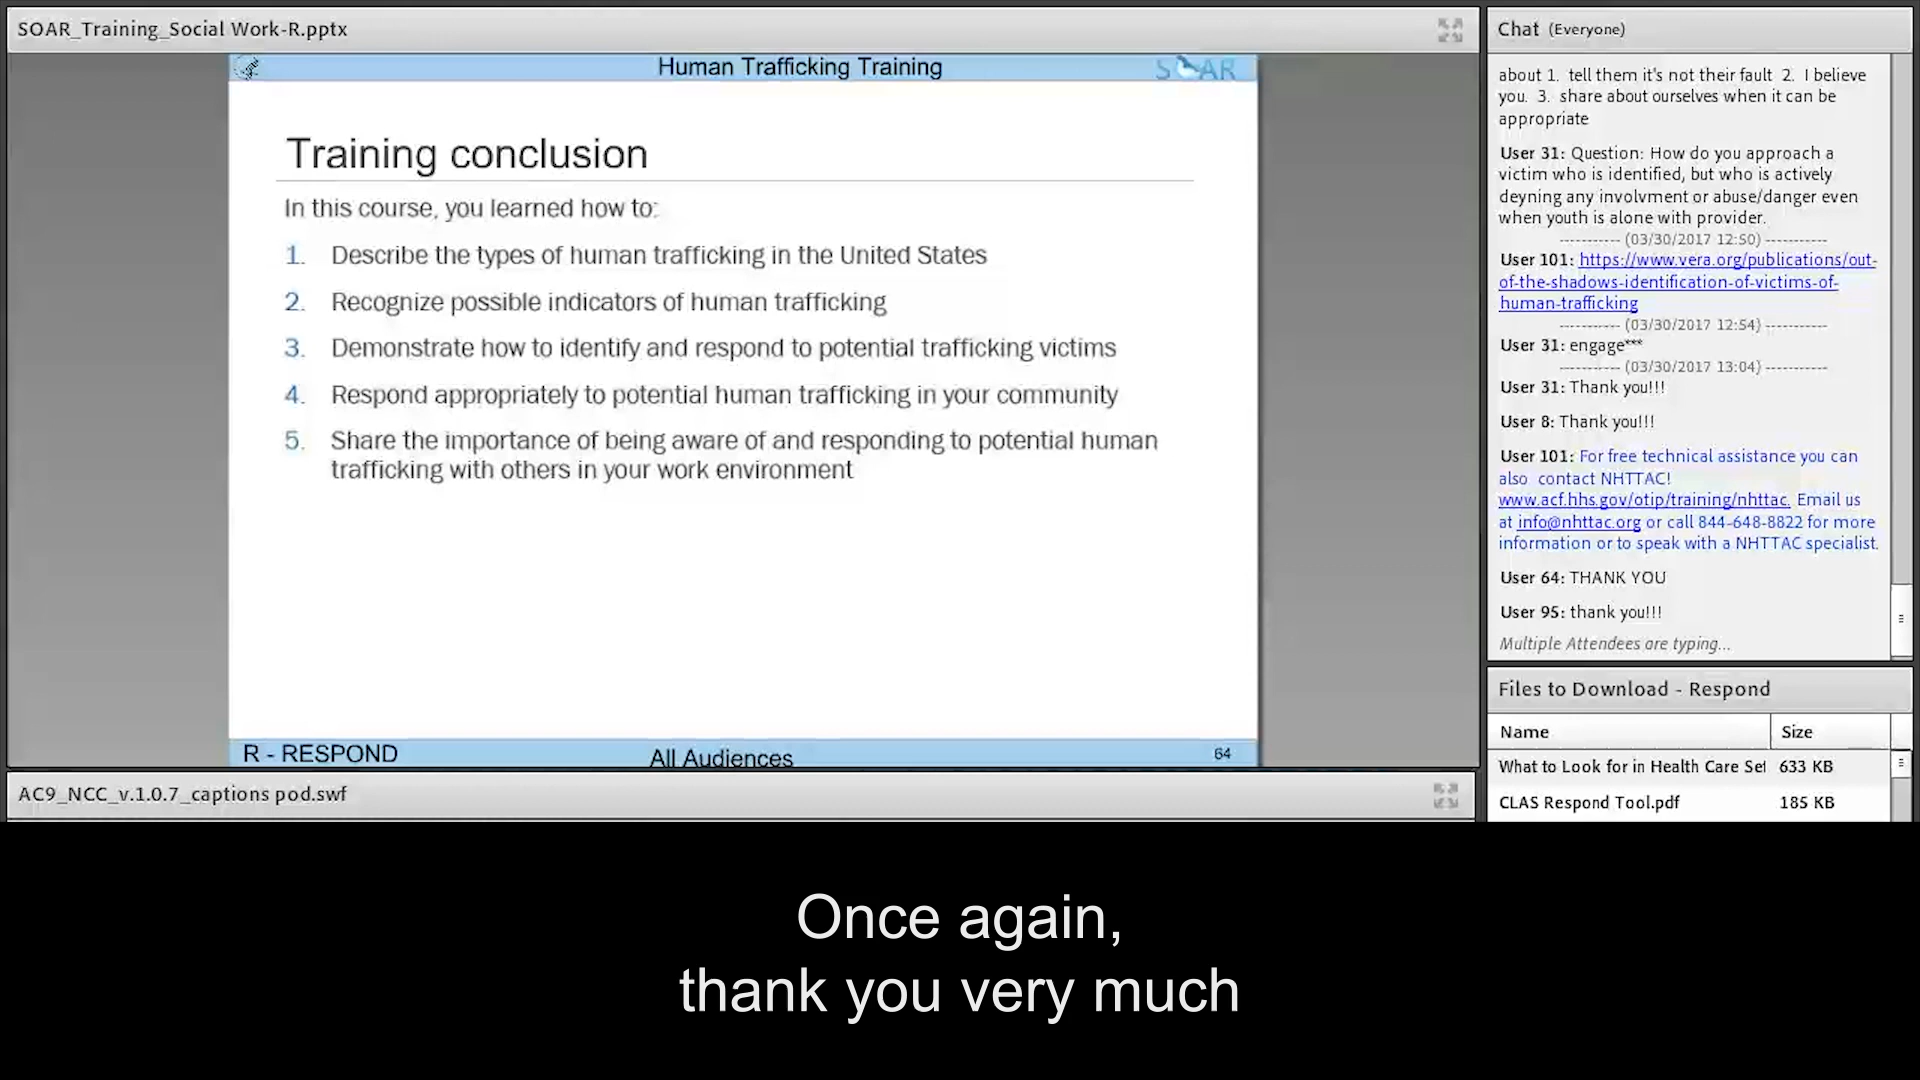 SOAR_Training_Social Work-R.pptx
Human Trafficking Training
SOAR
Training conclusion
In this course, you learned how to:
1. Describe the types of human trafficking in the United States
2. Recognize possible indicators of human trafficking
3. Demonstrate how to identify and respond to potential trafficking victims
4. Respond appropriately to potential human trafficking in your community
5. Share the importance of being aware of and responding to potential human
trafficking with others in your work environment
R - RESPOND
All Audiences
64
AC9_NCC_v.1.0.7_captions pod.swf
Once again,
thank you very much
Chat (Everyone)
about 1. tell them it's not their fault 2. I believe
you. 3. share about ourselves when it can be
appropriate
User 31: Question: How do you approach a
victim who is identified, but who is actively
deyning any involvment or abuse/danger even
when youth is alone with provider.
----------- (03/30/2017 12:50) -----------
User 101: https://www.vera.org/publications/out-
of-the-shadows-identification-of-victims-of-
human-trafficking
----------- (03/30/2017 12:54) -----------
User 31: engage***
----------- (03/30/2017 13:04) -----------
User 31: Thank you!!!
User 8: Thank you!!!
User 101: For free technical assistance you can
also contact NHTTAC!
www.acf.hhs.gov/otip/training/nhttac. Email us
at info@nhttac.org or call 844-648-8822 for more
information or to speak with a NHTTAC specialist.
User 64: THANK YOU
User 95: thank you!!!
Multiple Attendees are typing...
Files to Download - Respond
Name Size
What to Look for in Health Care Set 633 KB
CLAS Respond Tool.pdf 185 KB